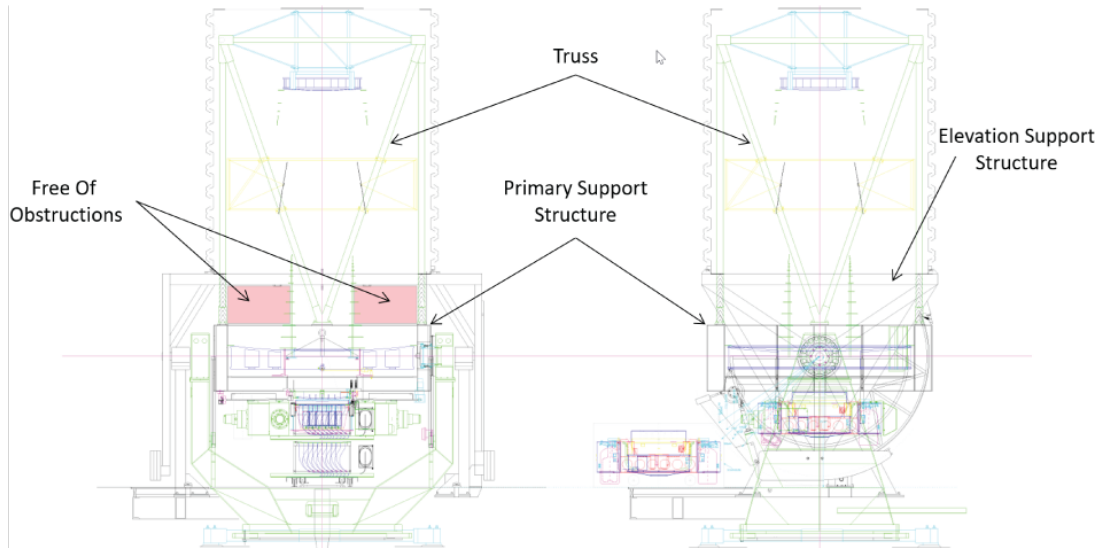 Truss
Elevation Support
Structure
Free Of
Obstructions
Primary Support
Structure